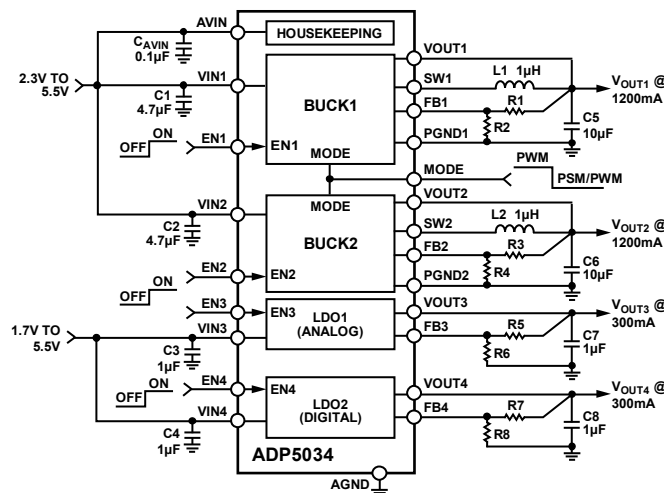 AVIN
HOUSEKEEPING
CAVIN
0.1µF
VOUT1
2.3V TO
5.5V
VIN1
C1
4.7µF
BUCK1
SW1
L1 1µH
VOUT1 @
1200mA
FB1
R1
R2
C5
10µF
ON
OFF
EN1
EN1
PGND1
MODE
MODE
PWM
PSM/PWM
VIN2
MODE
VOUT2
C2
4.7µF
BUCK2
SW2
L2 1µH
VOUT2 @
1200mA
FB2
R3
R4
C6
10µF
EN2
ON
OFF
EN2
PGND2
EN3
EN3
LDO1
(ANALOG)
VOUT3
VOUT3 @
300mA
1.7V TO
5.5V
VIN3
FB3
R5
R6
C7
1µF
C3
1µF
ON
OFF
EN4
EN4
VOUT4
VOUT4 @
300mA
LDO2
(DIGITAL)
VIN4
FB4
R7
R8
C8
1µF
C4
1µF
ADP5034
AGND